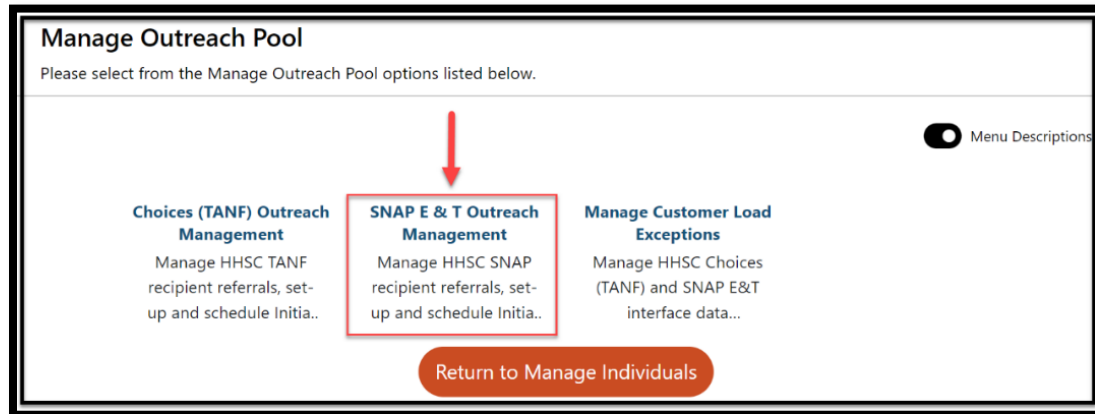 Manage Outreach Pool
Please select from the Manage Outreach Pool options listed below.
Menu Descriptions
Choices (TANF) Outreach
Management
Manage HHSC TANF
recipient referrals, set-
up and schedule Initia..
SNAP E & T Outreach
Management
Manage HHSC SNAP
recipient referrals, set-
up and schedule Initia..
Manage Customer Load
Exceptions
Manage HHSC Choices
(TANF) and SNAP E&T
interface data...
Return to Manage Individuals